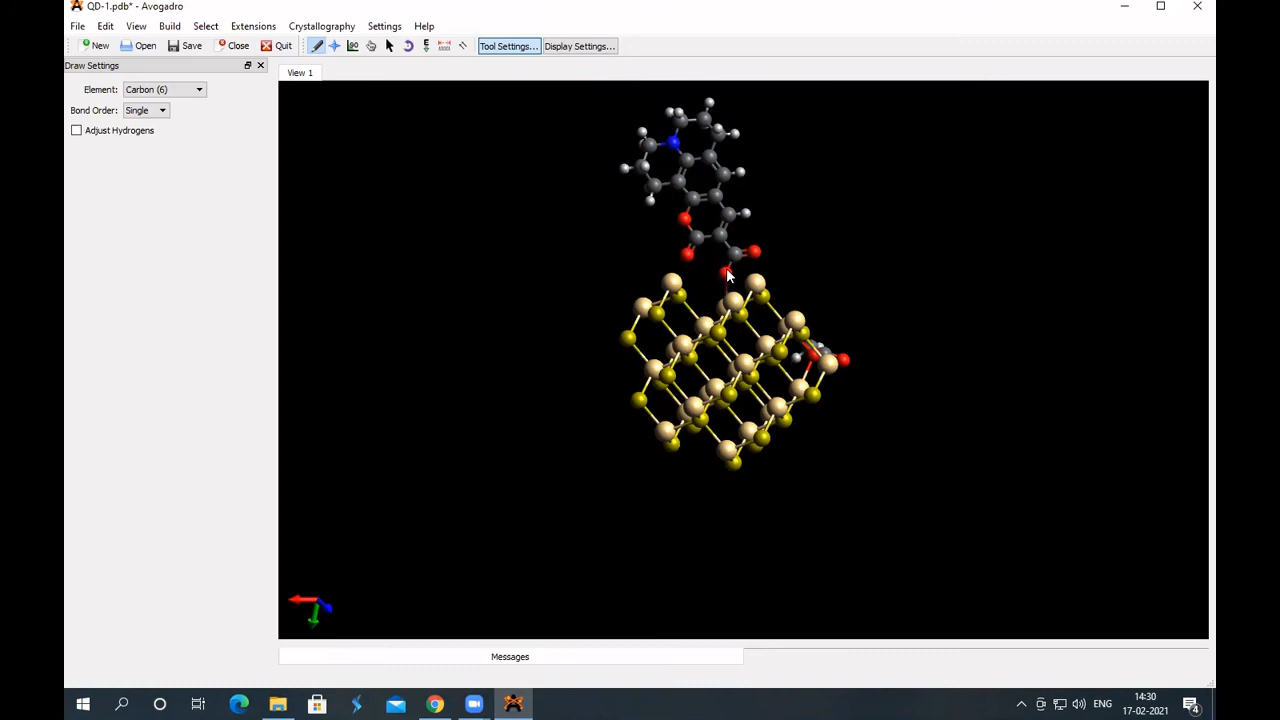 QD-1.pdb* - Avogadro
File Edit View Build Select Extensions Crystallography Settings Help
New Open Save Close Quit Tool Settings... Display Settings...
Draw Settings
View 1
Element: Carbon (6)
Bond Order: Single
Adjust Hydrogens
Messages
14:30
ENG
17-02-2021